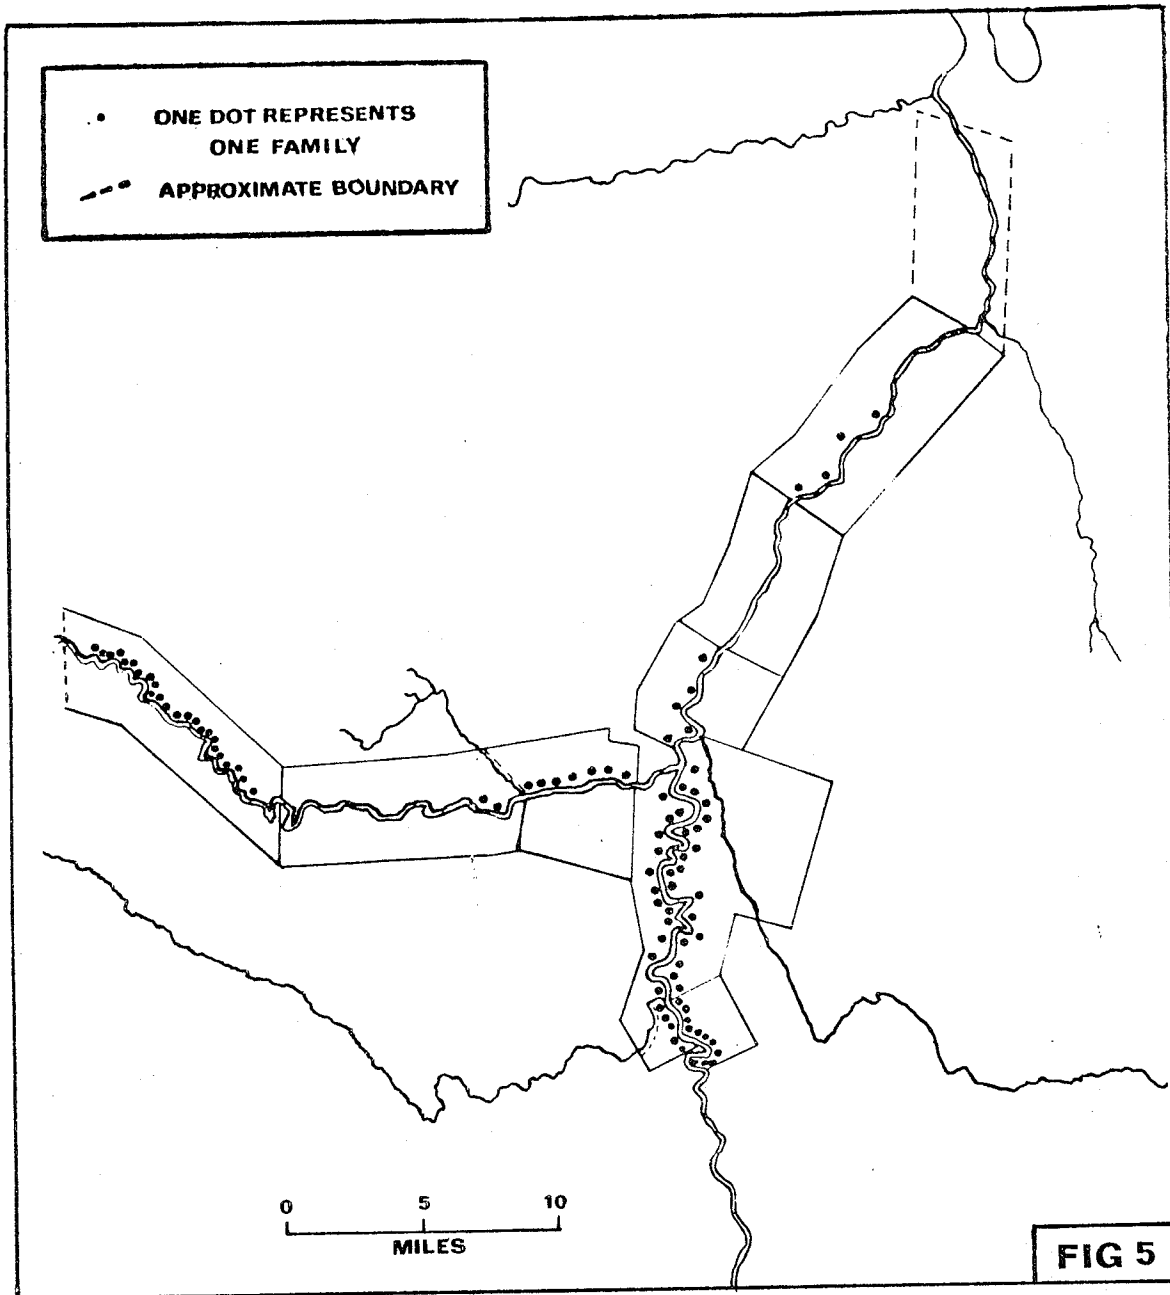 ONE DOT REPRESENTS
ONE FAMILY
APPROXIMATE BOUNDARY
0 5 10
MILES
FIG 5